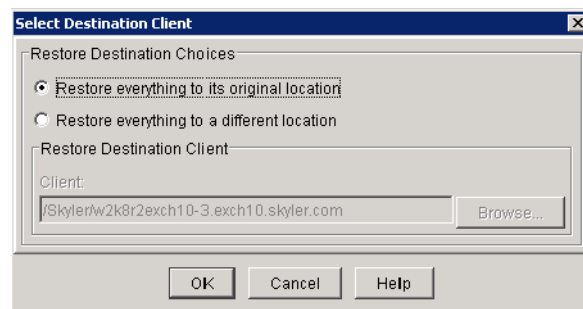 Select Destination Client
Restore Destination Choices
Restore everything to its original location
Restore everything to a different location
Restore Destination Client
Client:
/Skyler/w2k8r2exch10-3.exch10.skyler.com
Browse...
OK
Cancel
Help